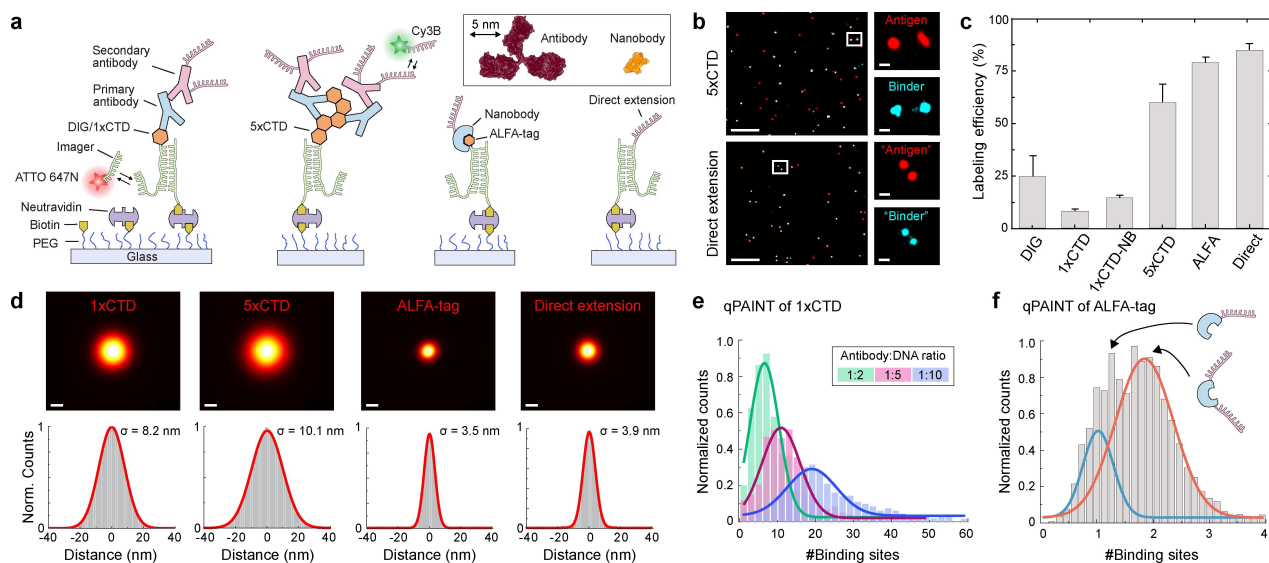 a
Secondary
antibody
Primary
antibody
DIG/1xCTD
Imager
ATTO 647N
Neutravidin
Biotin
PEG
Glass
5xCTD
Cy3B
5 nm
Antibody
Nanobody
Nanobody
ALFA-tag
Direct extension
b
5xCTD
Antigen
Binder
Direct extension
"Antigen"
"Binder"
c
Labeling efficiency (%)
100
75
50
25
0
DIG
1xCTD
1xCTD-NB
5xCTD
ALFA
Direct
d
1xCTD
5xCTD
ALFA-tag
Direct extension
Norm. Counts
1
0
σ = 8.2 nm
-40 -20 0 20 40
Distance (nm)
1
0
σ = 10.1 nm
-40 -20 0 20 40
Distance (nm)
1
0
σ = 3.5 nm
-40 -20 0 20 40
Distance (nm)
1
0
σ = 3.9 nm
-40 -20 0 20 40
Distance (nm)
e
qPAINT of 1xCTD
Antibody:DNA ratio
1:2 1:5 1:10
Normalized counts
1.0
0.8
0.6
0.4
0.2
0
0 10 20 30 40 50 60
#Binding sites
f
qPAINT of ALFA-tag
Normalized counts
1.0
0.8
0.6
0.4
0.2
0
0 1 2 3 4
#Binding sites